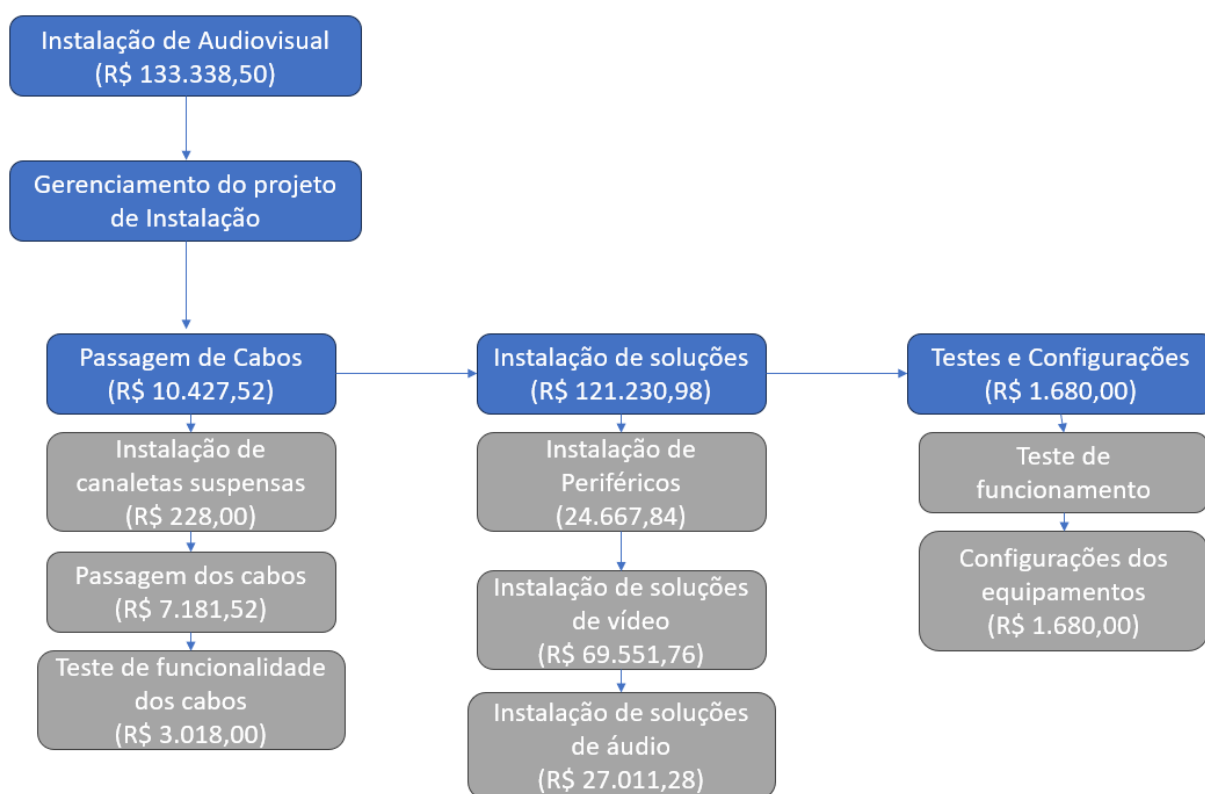 Instalação de Audiovisual
(R$ 133.338,50)
Gerenciamento do projeto
de Instalação
Passagem de Cabos
(R$ 10.427,52)
Instalação de canaletas suspensas
(R$ 228,00)
Passagem dos cabos
(R$ 7.181,52)
Teste de funcionalidade
dos cabos
(R$ 3.018,00)
Instalação de soluções
(R$ 121.230,98)
Instalação de
Periféricos
(24.667,84)
Instalação de soluções
de vídeo
(R$ 69.551,76)
Instalação de soluções
de áudio
(R$ 27.011,28)
Testes e Configurações
(R$ 1.680,00)
Teste de
funcionamento
Configurações dos
equipamentos
(R$ 1.680,00)